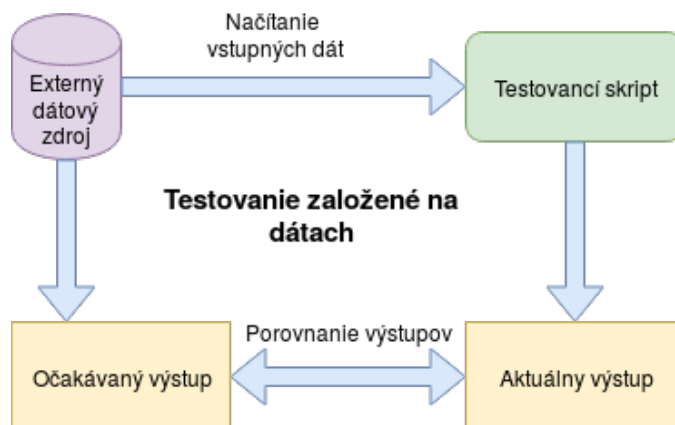 Načítanie
vstupných dát
Externý
dátový
zdroj
Testovancí skript
Testovanie založené na
dátach
Porovnanie výstupov
Očakávaný výstup
Aktuálny výstup